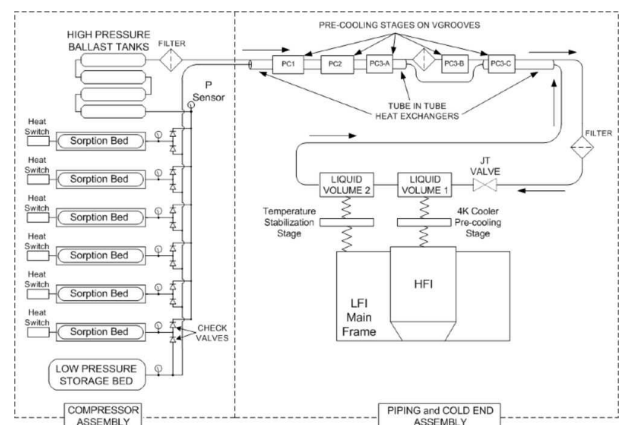 HIGH PRESSURE
BALLAST TANKS
FILTER
PRE-COOLING STAGES ON VGROOVES
PC1
PC2
PC3-A
PC3-B
PC3-C
P
Sensor
TUBE IN TUBE
HEAT EXCHANGERS
FILTER
Heat
Switch
Sorption Bed
Heat
Switch
Sorption Bed
Heat
Switch
Sorption Bed
Heat
Switch
Sorption Bed
Heat
Switch
Sorption Bed
Heat
Switch
Sorption Bed
CHECK
VALVES
LOW PRESSURE
STORAGE BED
LIQUID
VOLUME 2
LIQUID
VOLUME 1
JT
VALVE
Temperature
Stabilization
Stage
4K Cooler
Pre-cooling
Stage
HFI
LFI
Main
Frame
COMPRESSOR
ASSEMBLY
PIPING and COLD END
ASSEMBLY